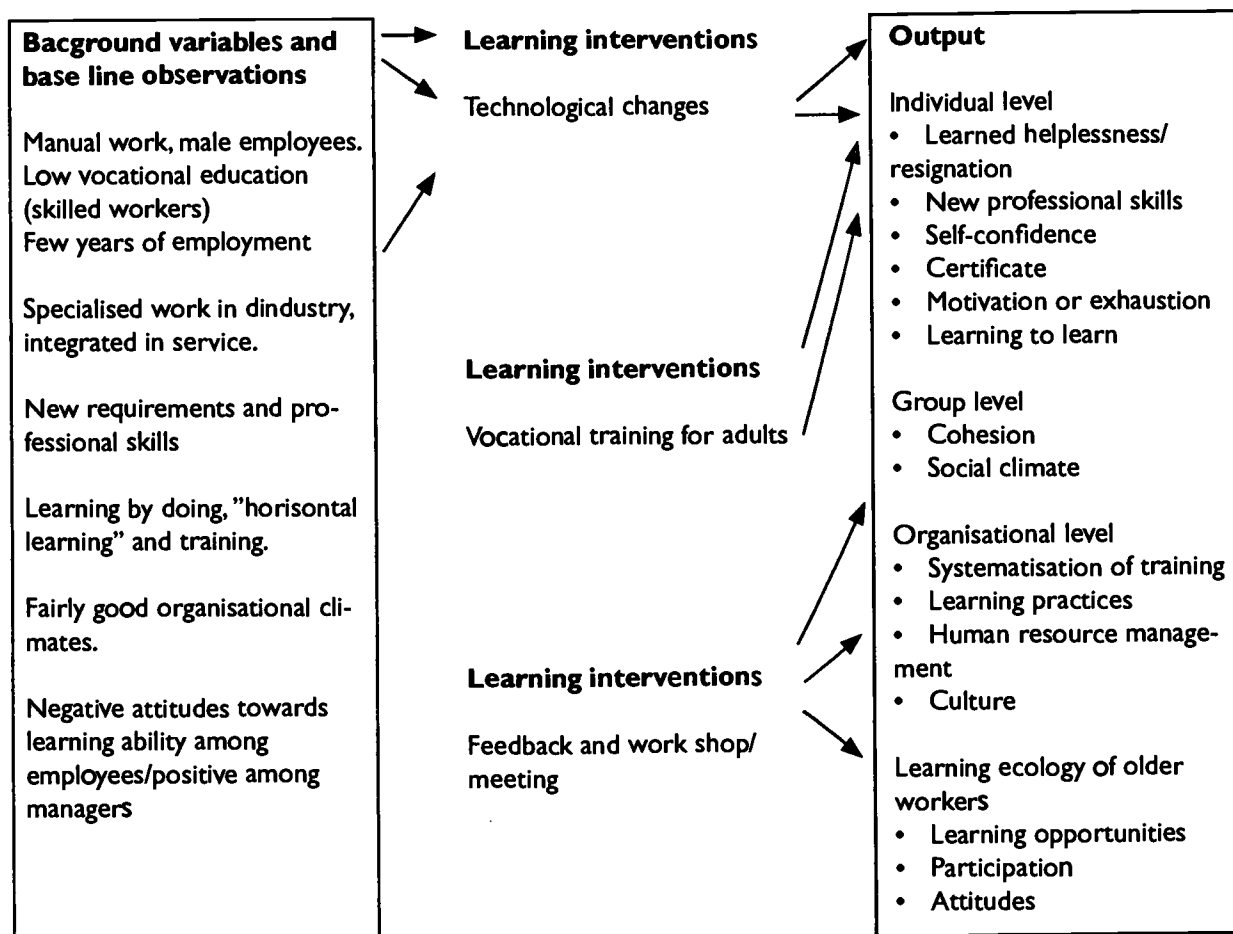 Bacground variables and
base line observations
Manual work, male employees.
Low vocational education
(skilled workers)
Few years of employment
Specialised work in dindustry,
integrated in service.
New requirements and pro-
fessional skills
Learning by doing, ”horisontal
learning” and training.
Fairly good organisational cli-
mates.
Negative attitudes towards
learning ability among
employees/positive among
managers
Learning interventions
Technological changes
Learning interventions
Vocational training for adults
Learning interventions
Feedback and work shop/
meeting
Output
Individual level
• Learned helplessness/
resignation
• New professional skills
• Self-confidence
• Certificate
• Motivation or exhaustion
• Learning to learn
Group level
• Cohesion
• Social climate
Organisational level
• Systematisation of training
• Learning practices
• Human resource manage-
ment
• Culture
Learning ecology of older
workers
• Learning opportunities
• Participation
• Attitudes